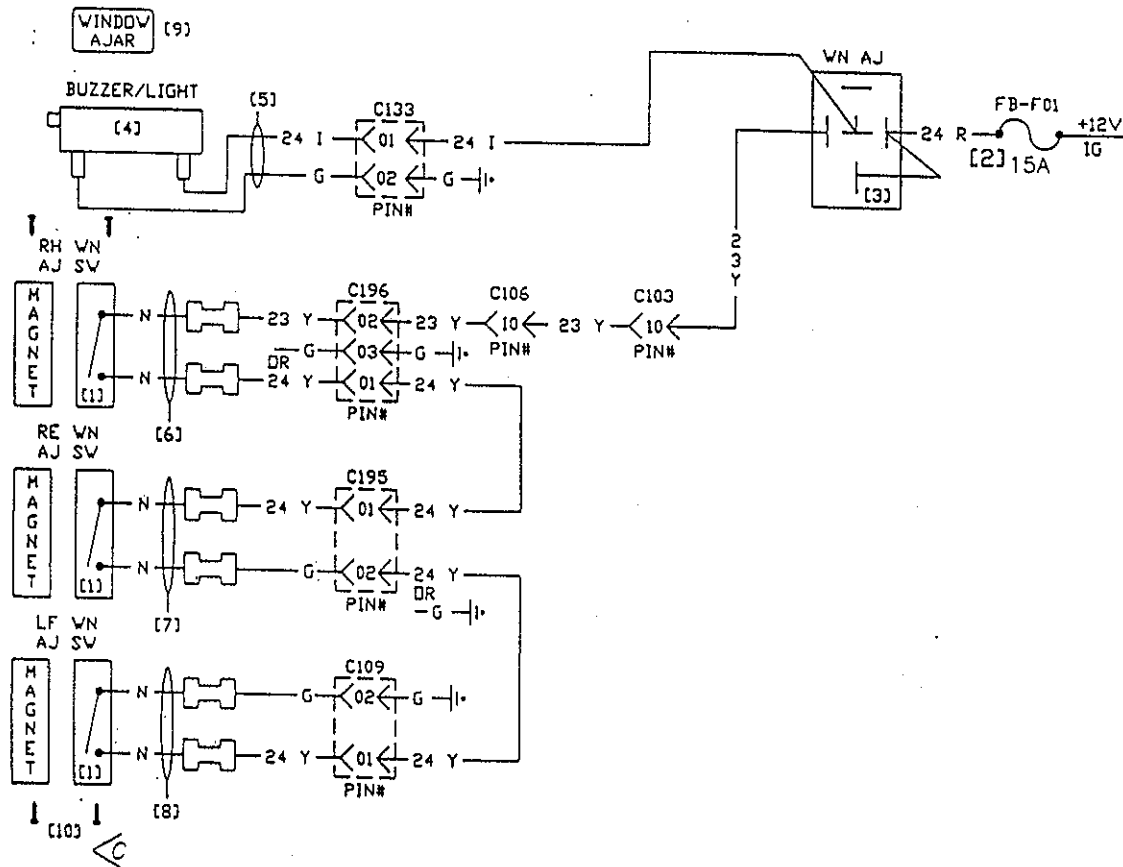 WINDOW
AJAR
[9]
WN AJ
BUZZER/LIGHT
[4]
[5]
C133
24 I
01
24 I
G
02
G
PIN#
FB-F01
24 R
[2]
15A
+12V
IG
[3]
23Y
RH WN
AJ SW
MAGNET
[1]
N
N
[6]
C196
23 Y
02
23 Y
G
03
G
OR
24 Y
01
24 Y
PIN#
C106
10
PIN#
23 Y
C103
10
PIN#
RE WN
AJ SW
MAGNET
[1]
N
N
[7]
C195
24 Y
01
24 Y
G
02
24 Y
OR
G
PIN#
LF WN
AJ SW
MAGNET
[1]
N
N
[8]
C109
G
02
G
24 Y
01
24 Y
PIN#
[10]
C